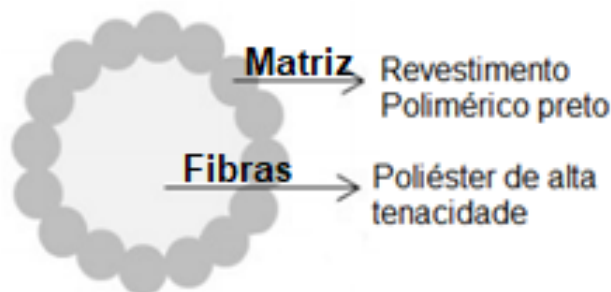 Matriz
Revestimento
Polimérico preto
Fibras
Poliéster de alta
tenacidade